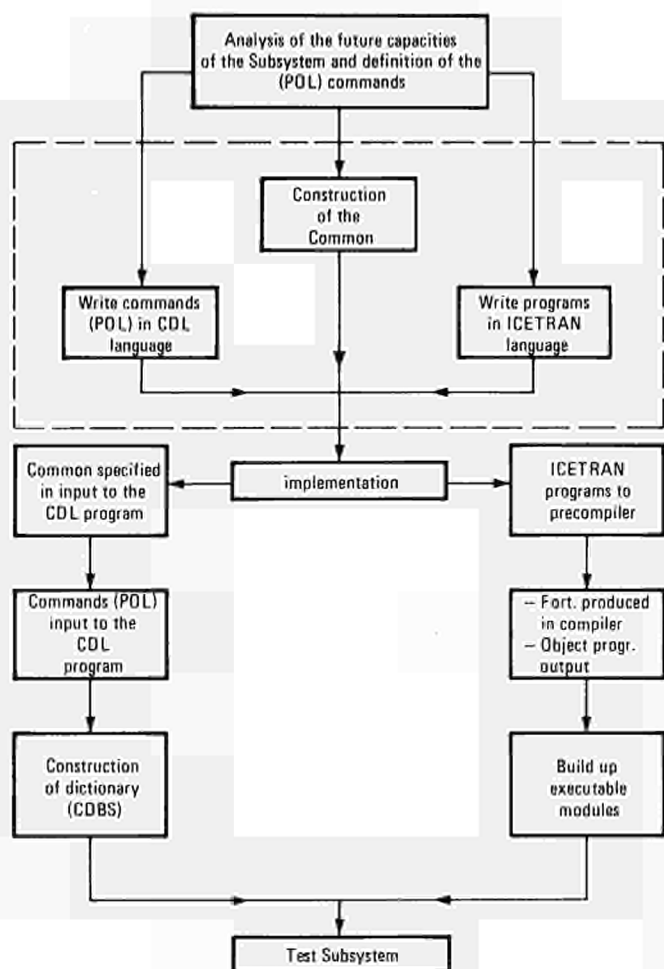 Analysis of the future capacities
of the Subsystem and definition of the
(POL) commands
Construction
of the
Common
Write commands
(POL) in CDL
language
Write programs
in ICETRAN
language
implementation
Common specified
in input to the
CDL program
ICETRAN
programs to
precompiler
Commands (POL)
input to the
CDL
program
– Fort. produced
in compiler
– Object progr.
output
Construction
of dictionary
(CDBS)
Build up
executable
modules
Test Subsystem